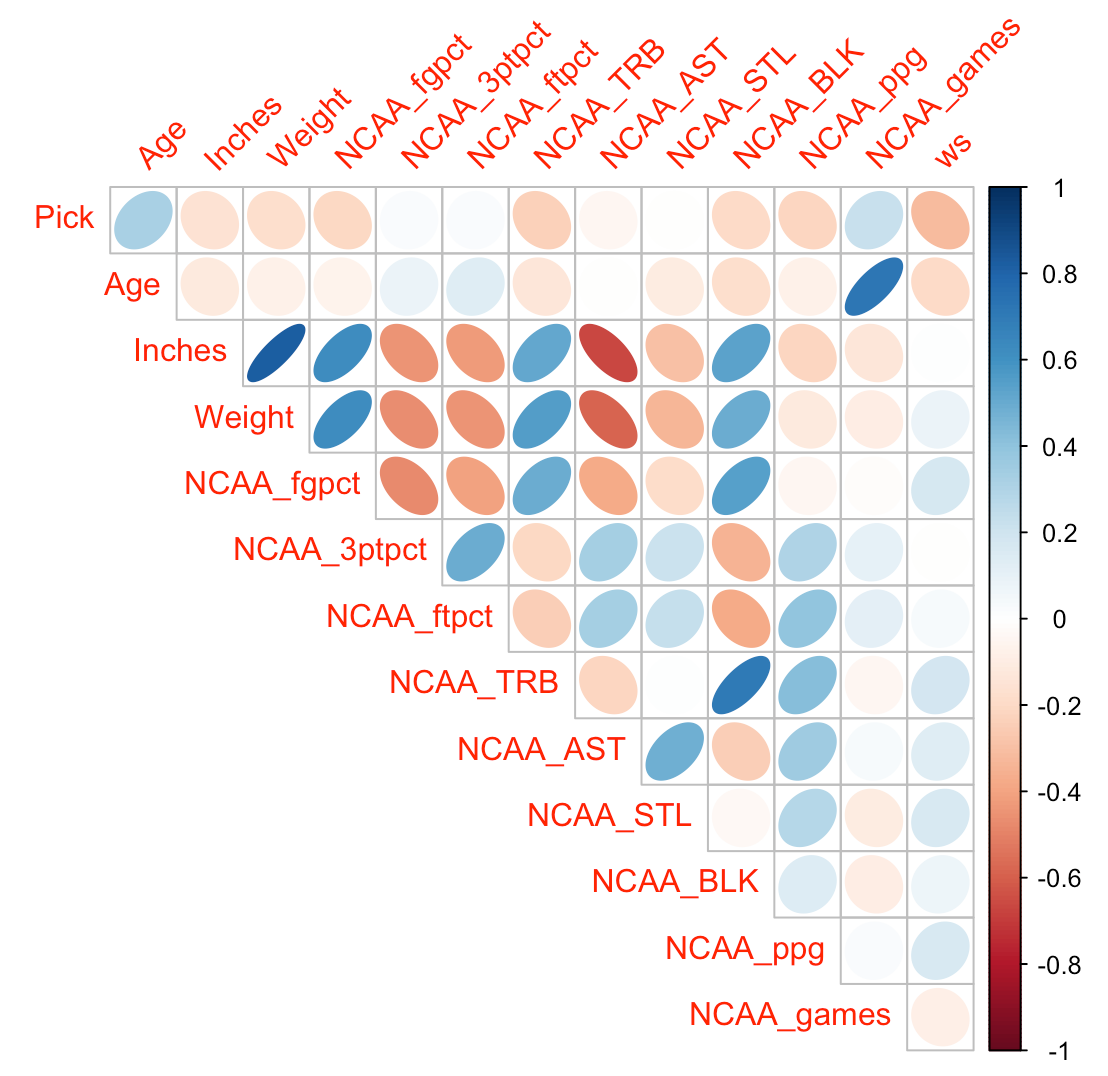 Age
Inches
Weight
NCAA_fgpct
NCAA_3ptpct
NCAA_ftpct
NCAA_TRB
NCAA_AST
NCAA_STL
NCAA_BLK
NCAA_ppg
NCAA_games
ws
Pick
Age
Inches
Weight
NCAA_fgpct
NCAA_3ptpct
NCAA_ftpct
NCAA_TRB
NCAA_AST
NCAA_STL
NCAA_BLK
NCAA_ppg
NCAA_games
1
0.8
0.6
0.4
0.2
0
-0.2
-0.4
-0.6
-0.8
-1